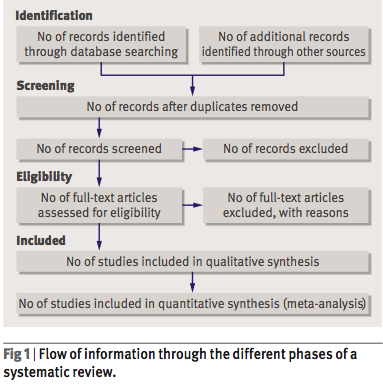 Identification
No of records identified
through database searching
No of additional records
identified through other sources
Screening
No of records after duplicates removed
No of records screened
No of records excluded
Eligibility
No of full-text articles
assessed for eligibility
No of full-text articles
excluded, with reasons
Included
No of studies included in qualitative synthesis
No of studies included in quantitative synthesis (meta-analysis)
Fig 1 | Flow of information through the different phases of a
systematic review.